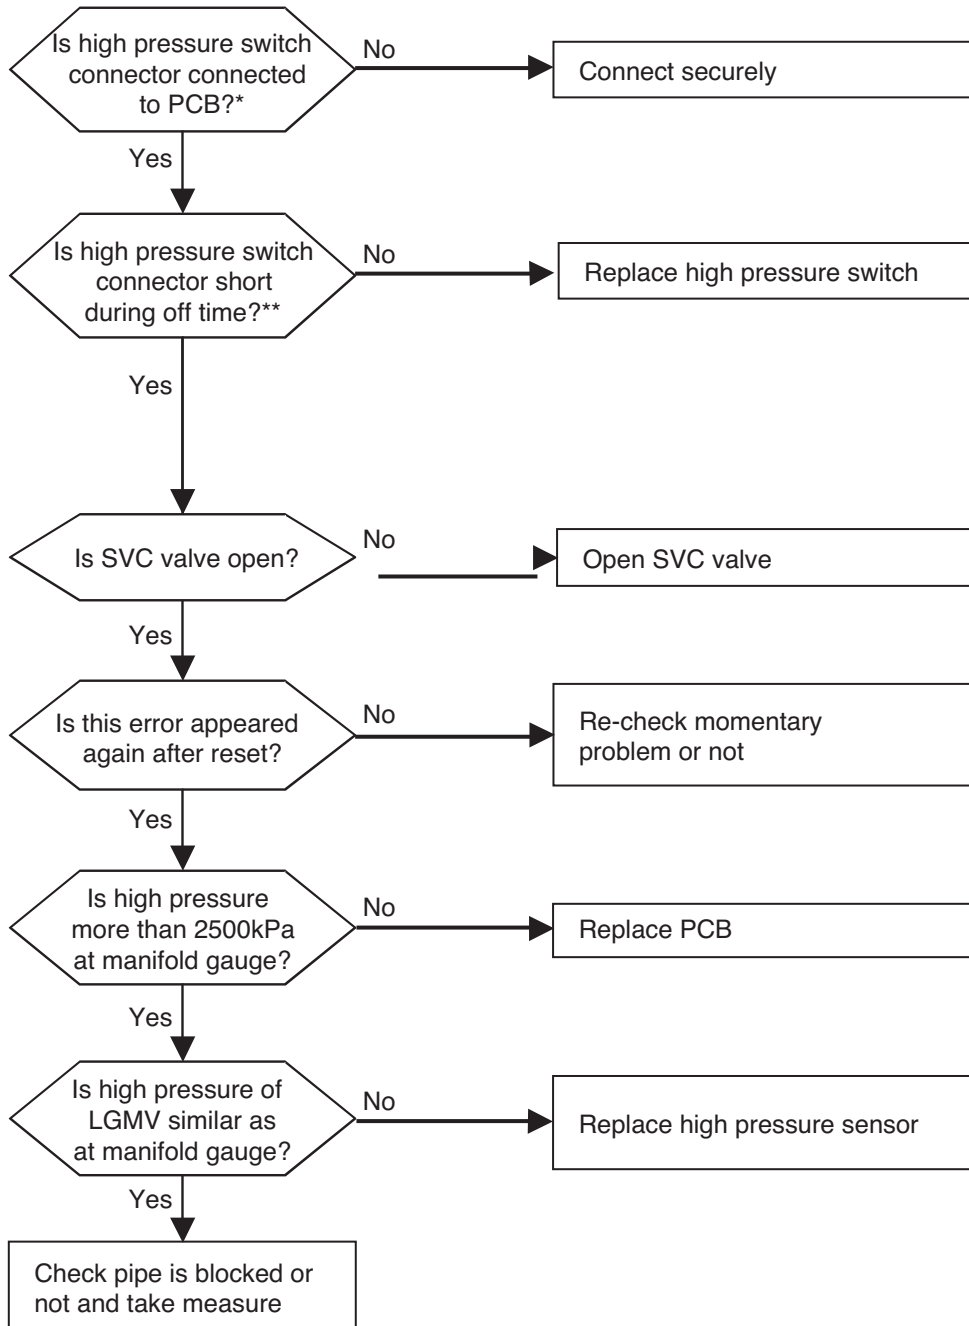 Is high pressure switch
connector connected
to PCB?*
No
Connect securely
Yes
Is high pressure switch
connector short
during off time?**
No
Replace high pressure switch
Yes
Is SVC valve open?
No
Open SVC valve
Yes
Is this error appeared
again after reset?
No
Re-check momentary
problem or not
Yes
Is high pressure
more than 2500kPa
at manifold gauge?
No
Replace PCB
Yes
Is high pressure of
LGMV similar as
at manifold gauge?
No
Replace high pressure sensor
Yes
Check pipe is blocked or
not and take measure